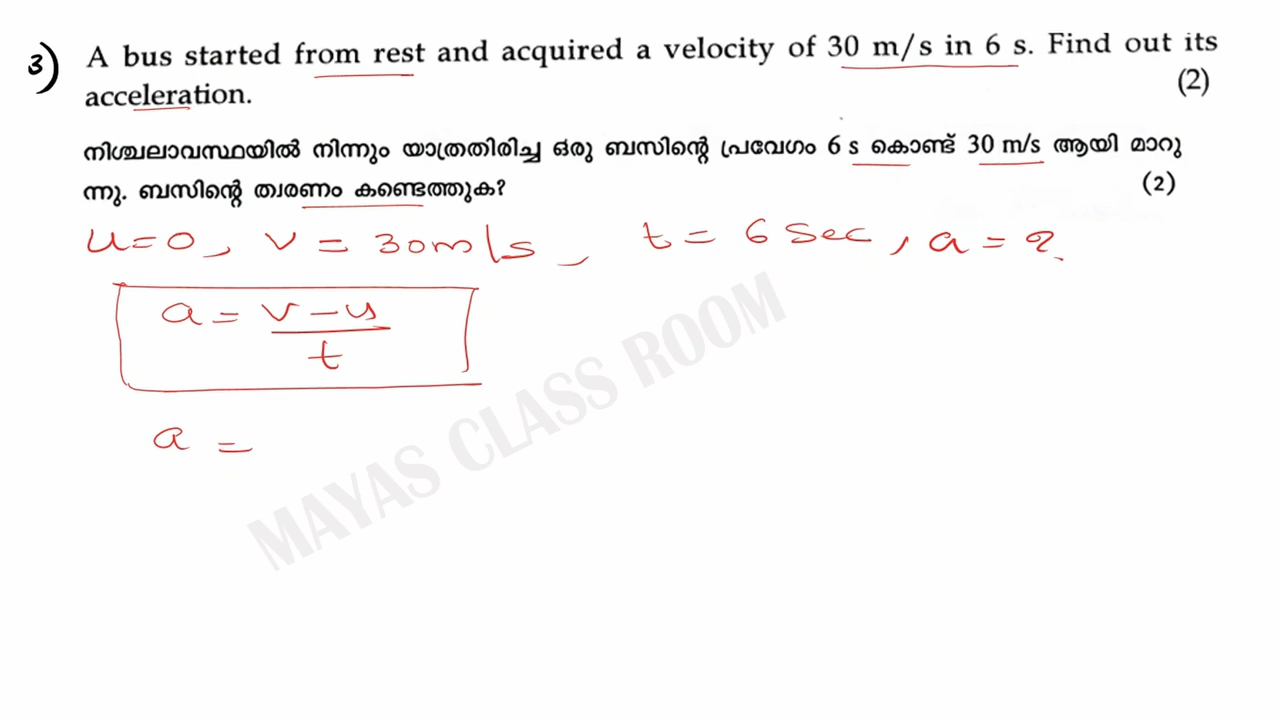 3) A bus started from rest and acquired a velocity of 30 m/s in 6 s. Find out its
acceleration. (2)
നിശ്ചലാവസ്ഥയിൽ നിന്നും യാത്രതിരിച്ച ഒരു ബസിന്റെ പ്രവേഗം 6 s കൊണ്ട് 30 m/s ആയി മാറു
ന്നു. ബസിന്റെ ത്വരണം കണ്ടെത്തുക? (2)
u = 0, v = 30m/s, t = 6 sec, a = ?
a = v - u
t
a =
MAYAS CLASS ROOM